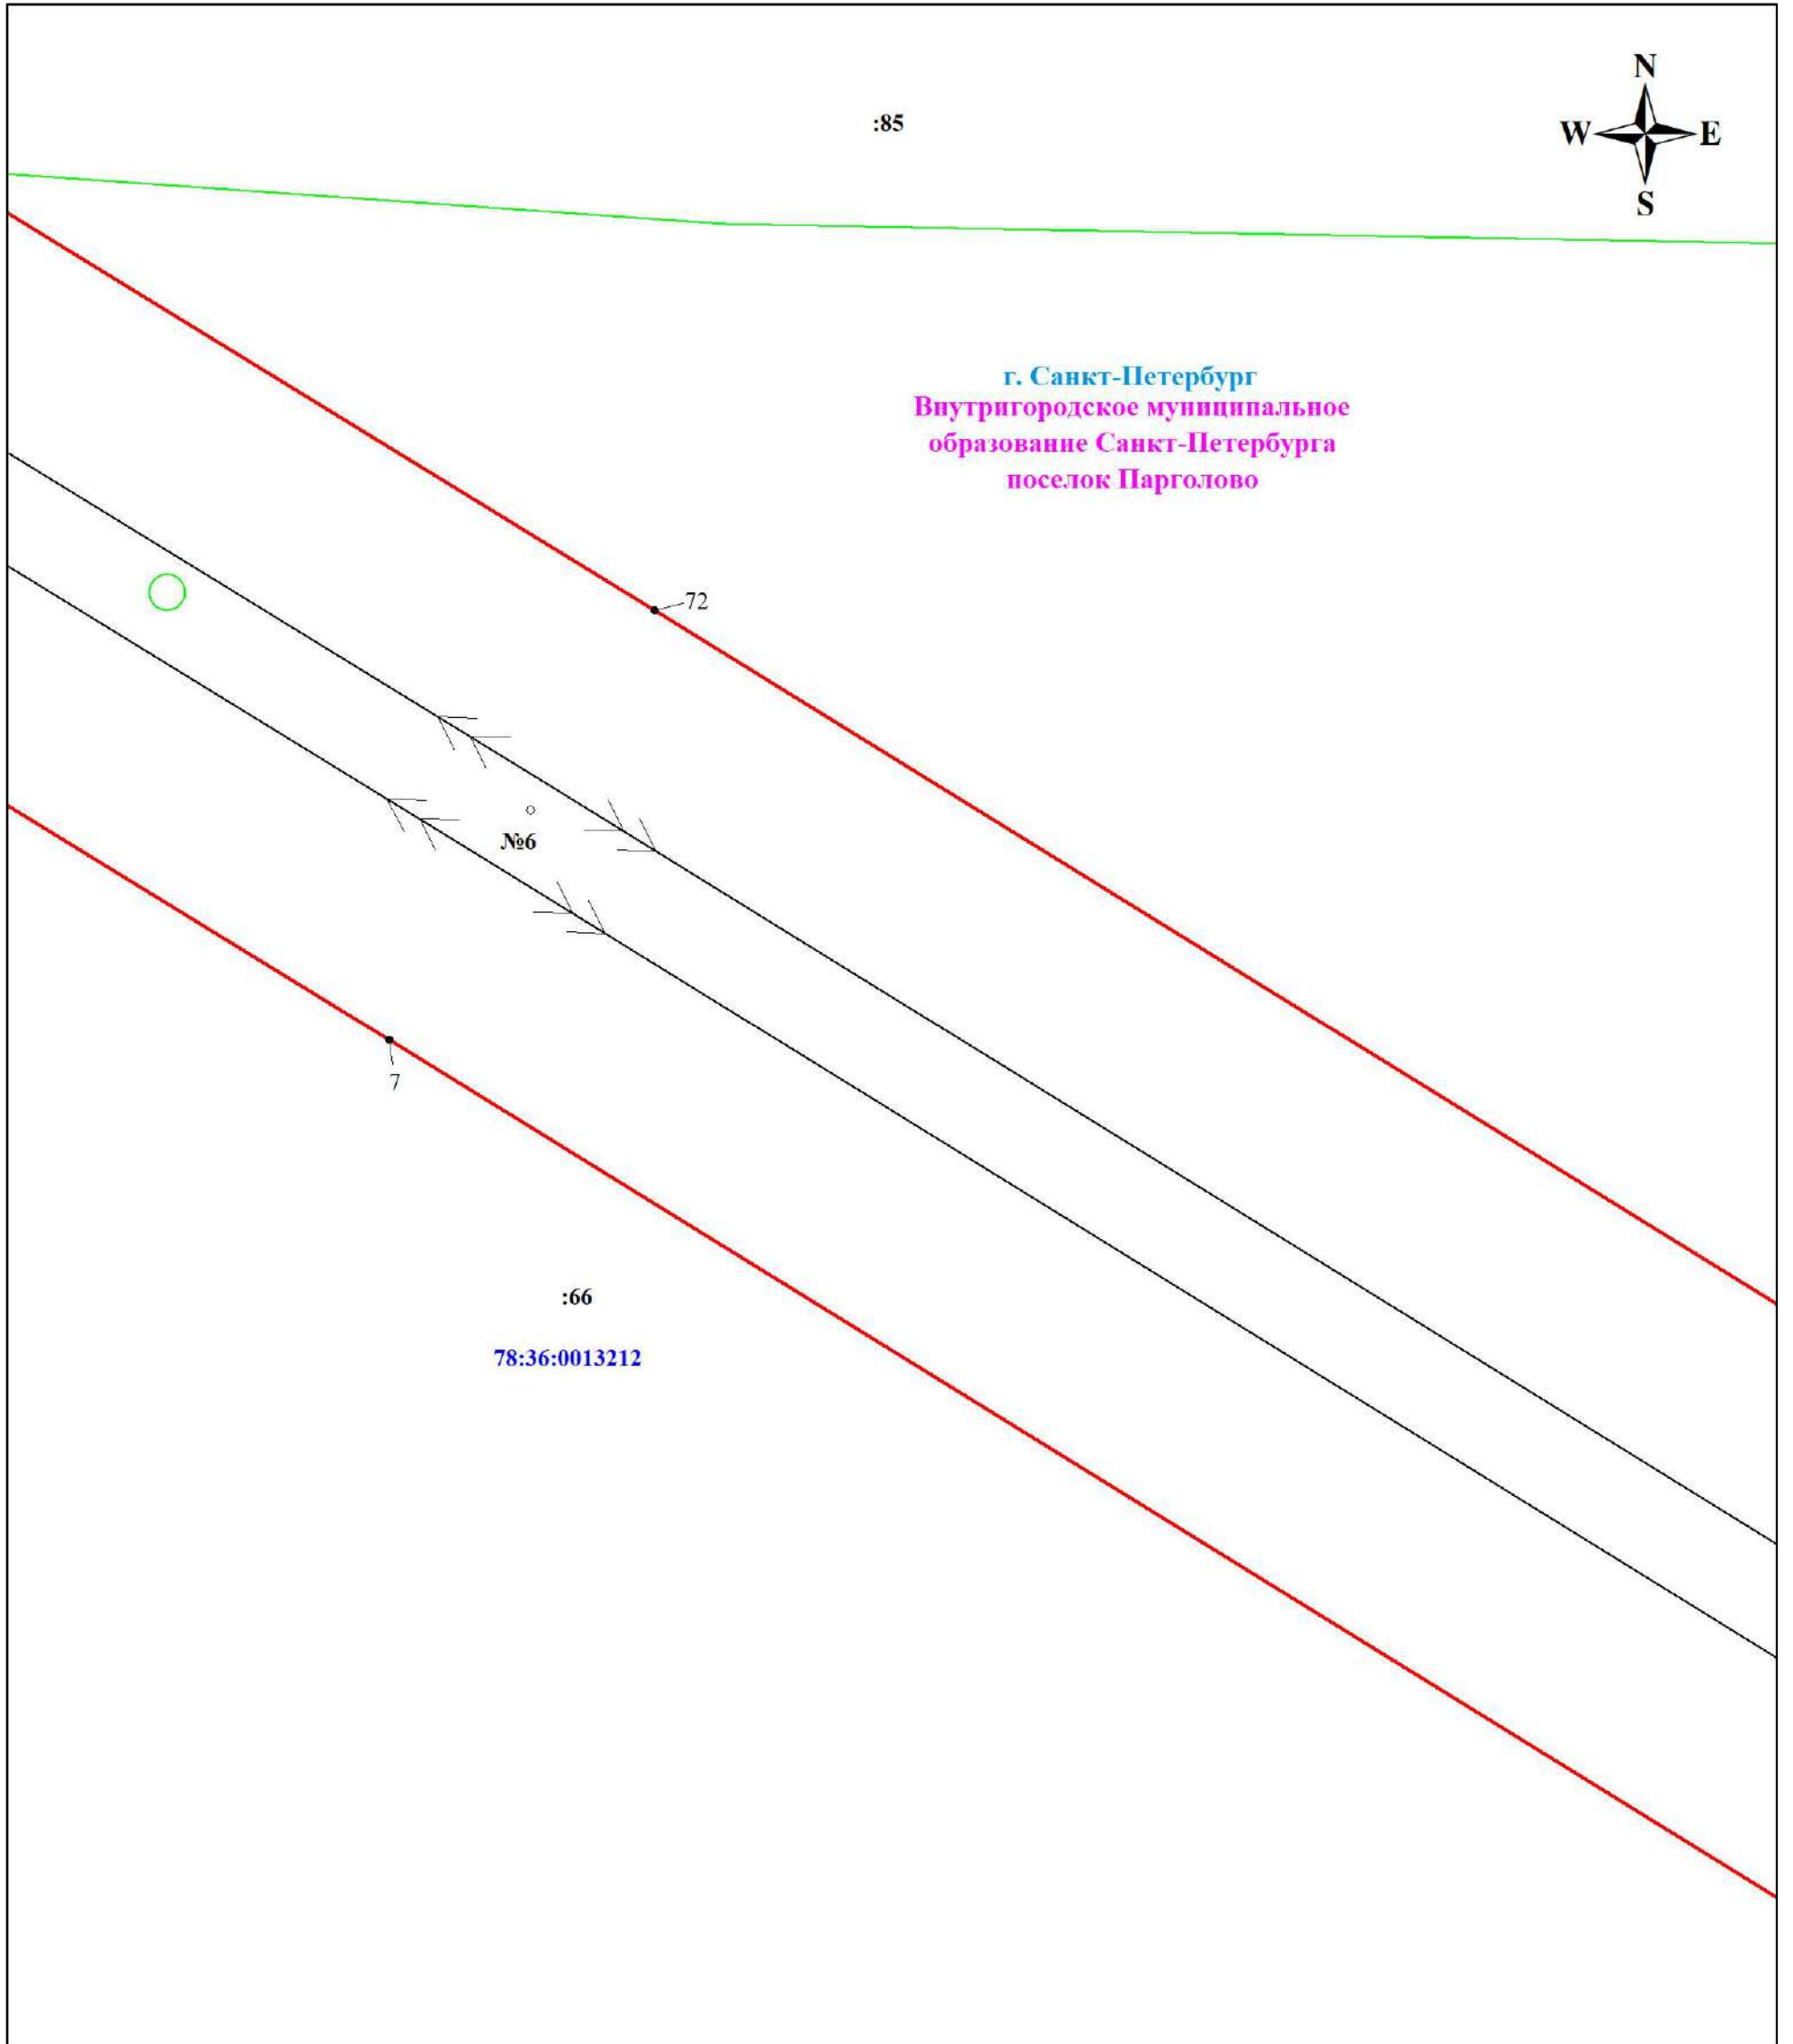 N
:85
W E
S
г. Санкт-Петербург
Внутригородское муниципальное
образование Санкт-Петербурга
поселок Парголово
72
№6
7
:66
78:36:0013212